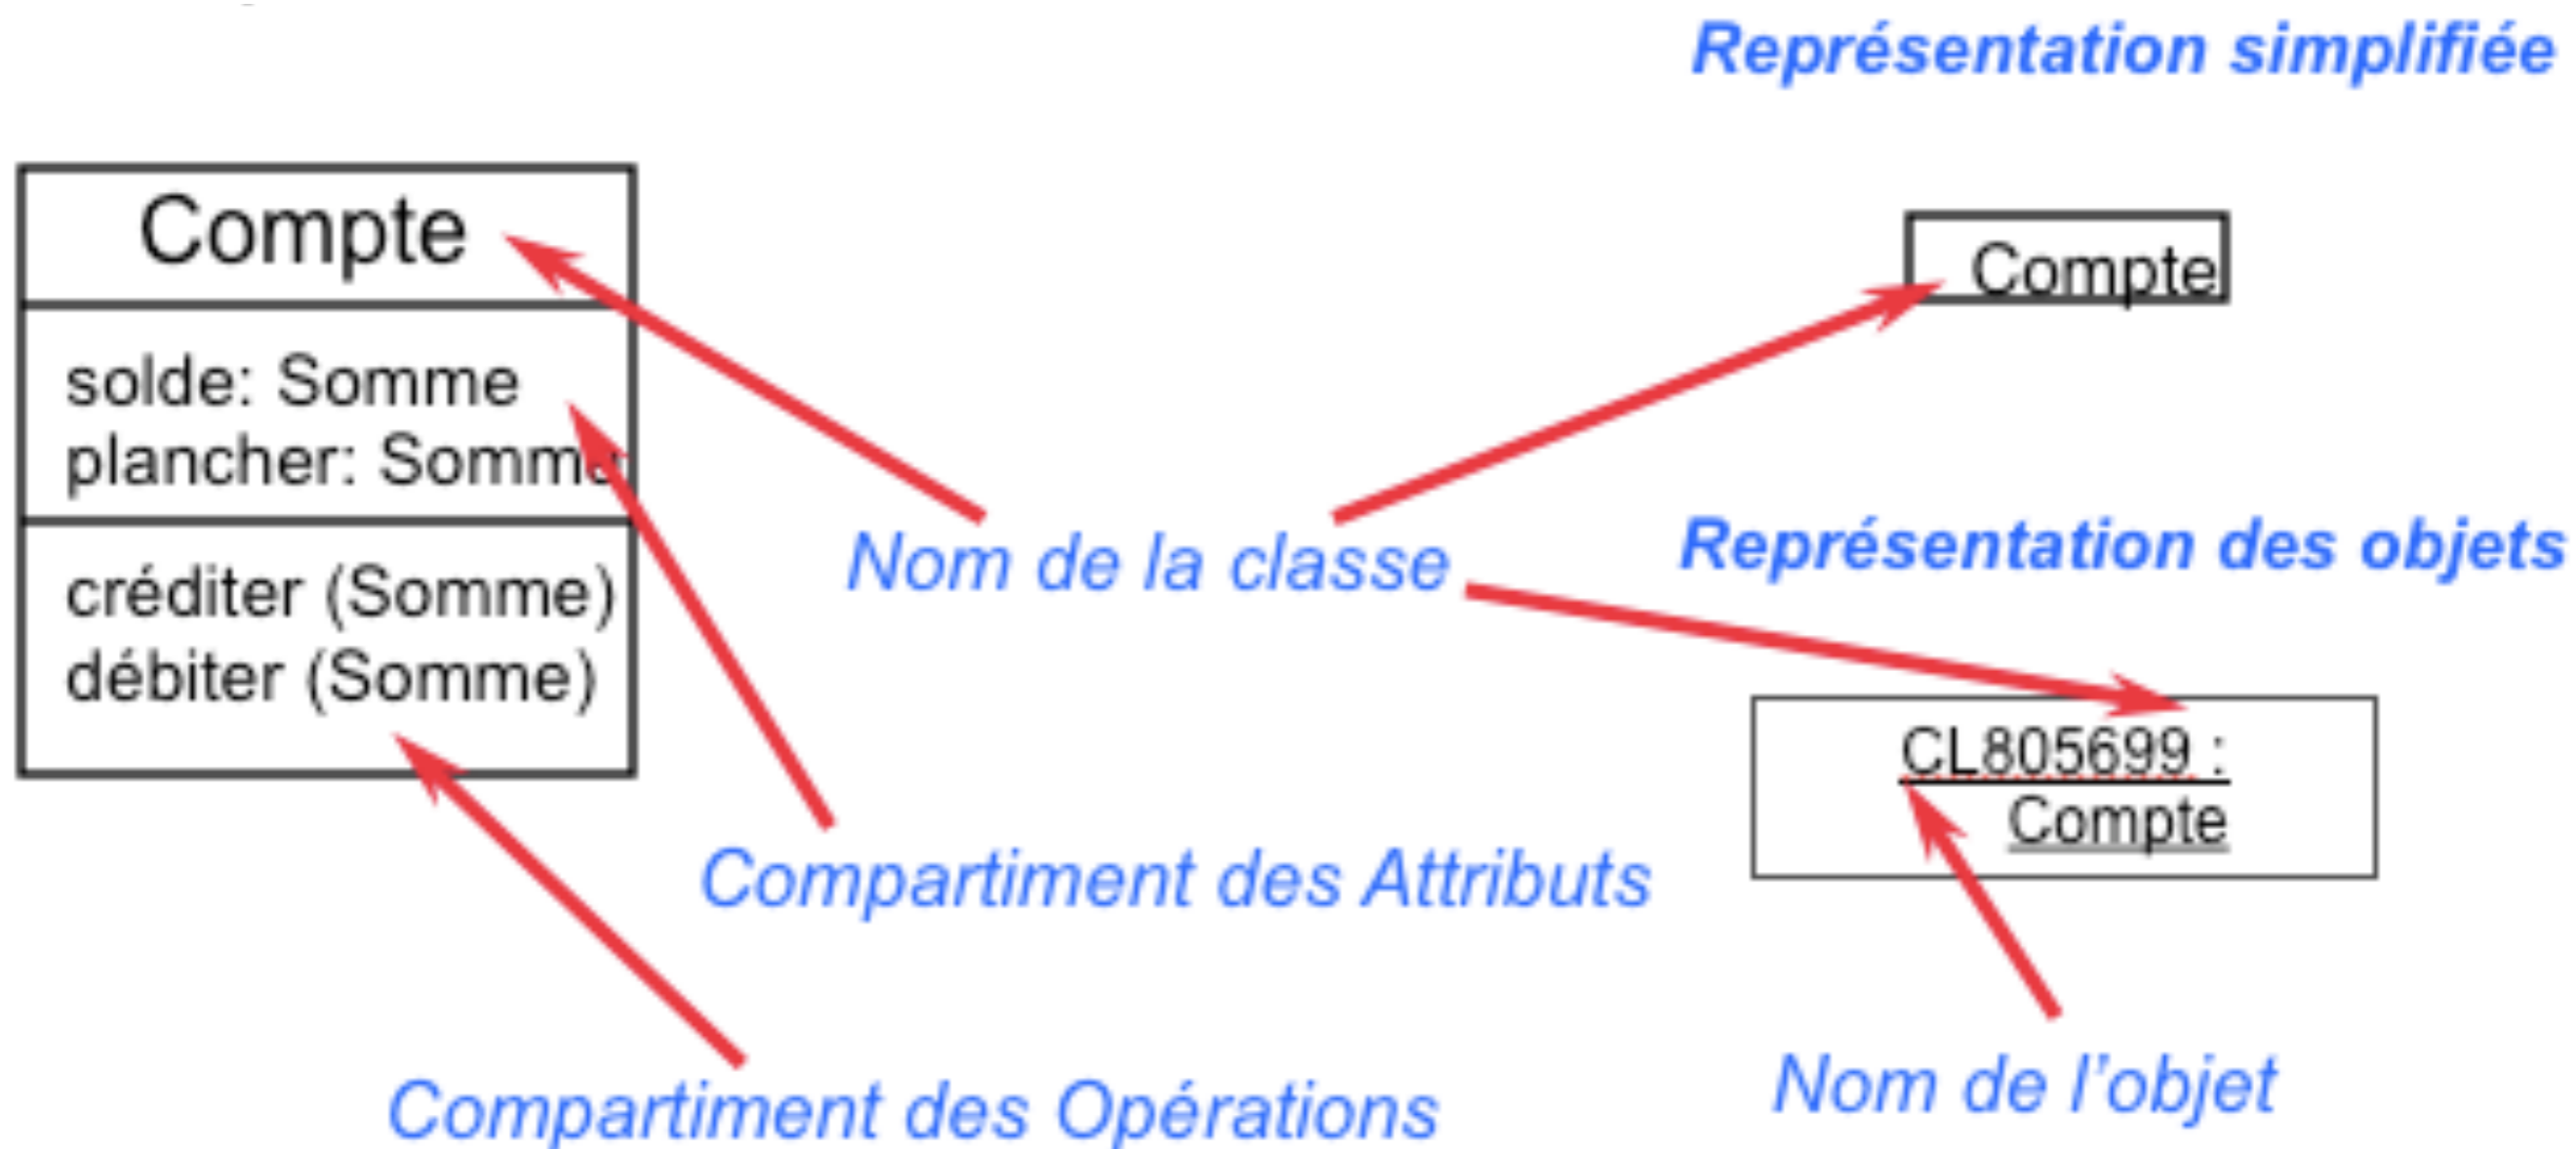 Représentation simplifiée
Compte
solde: Somme
plancher: Somme
créditer (Somme)
débiter (Somme)
Compte
Nom de la classe
Représentation des objets
CL805699 :
Compte
Compartiment des Attributs
Nom de l'objet
Compartiment des Opérations